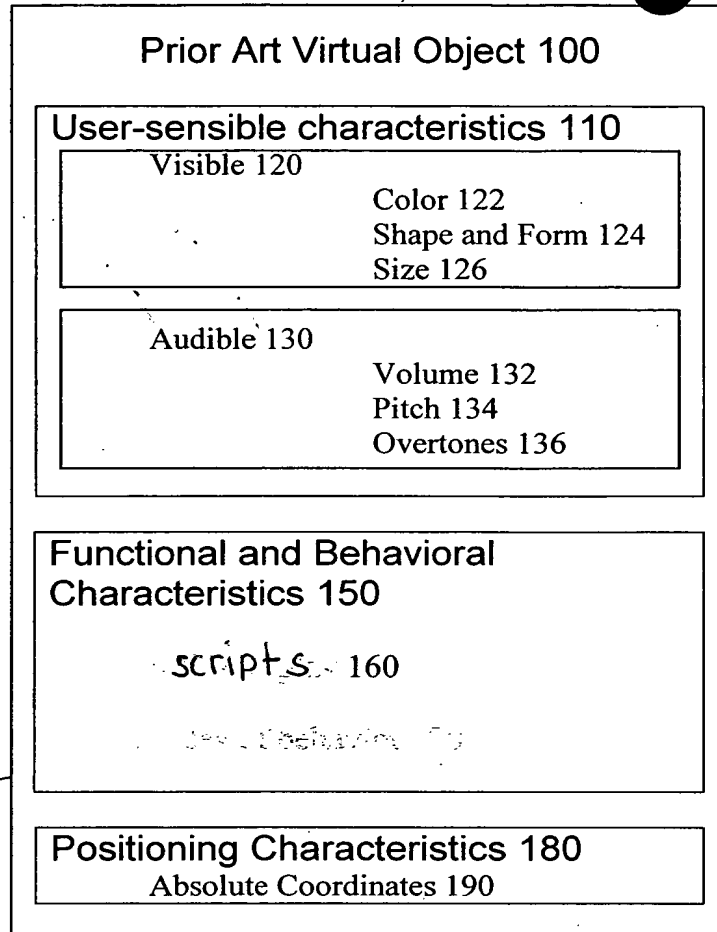 Prior Art Virtual Object 100
User-sensible characteristics 110
Visible 120
Color 122
Shape and Form 124
Size 126
Audible 130
Volume 132
Pitch 134
Overtones 136
Functional and Behavioral
Characteristics 150
scripts 160
Positioning Characteristics 180
Absolute Coordinates 190